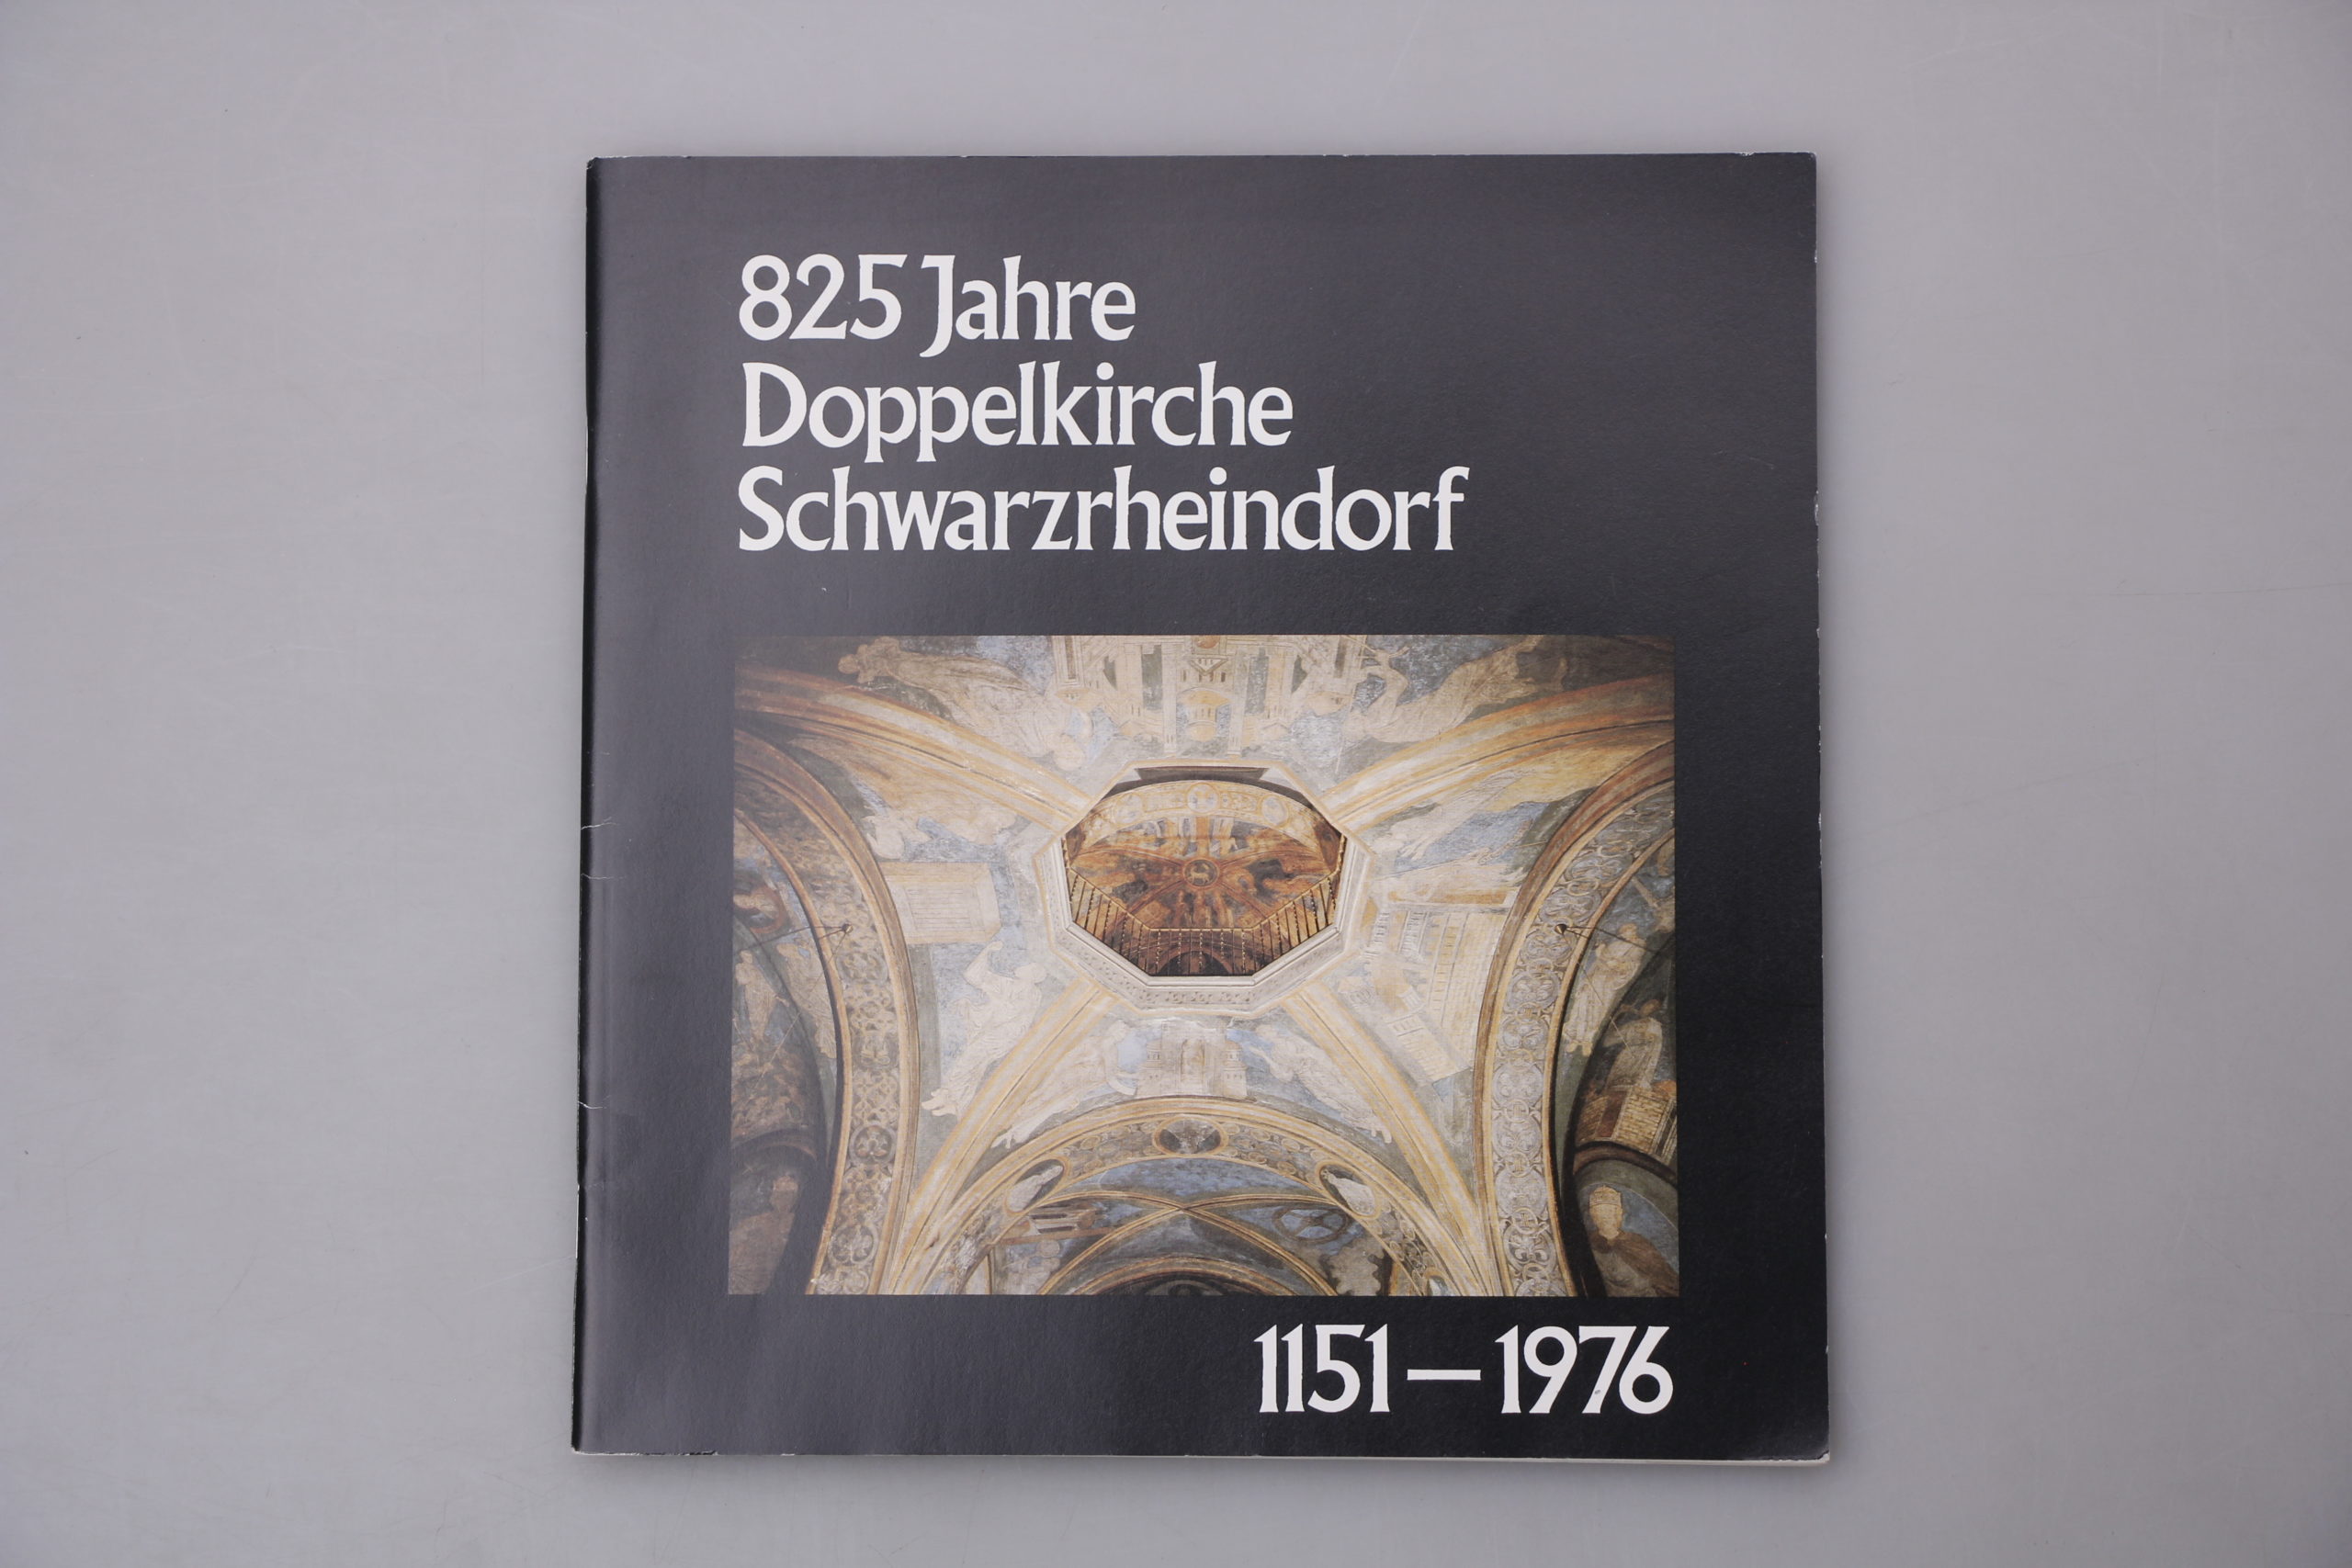 825 Jahre
Doppelkirche
Schwarzrheindorf
1151–1976